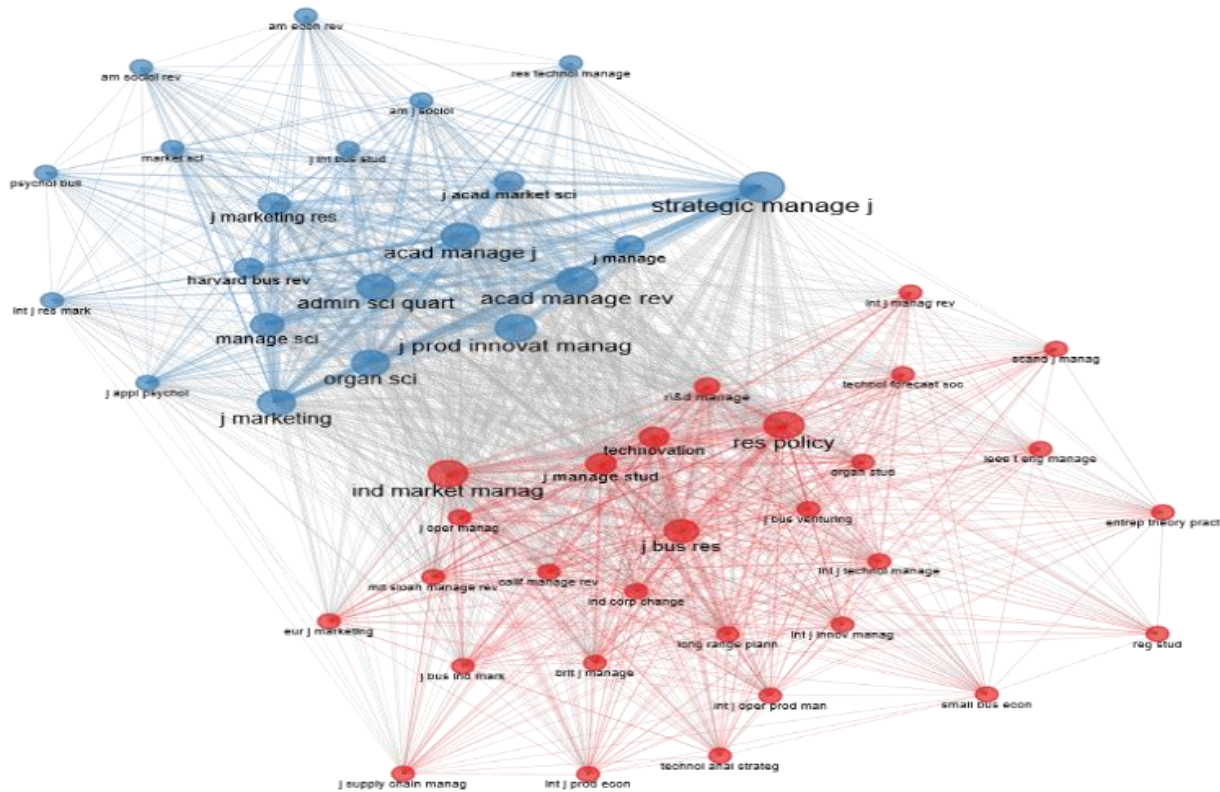 am econ rev
am sociol rev
res technol manage
am j sociol
market sci
j int bus stud
psychol bull
j acad market sci
strategic manage j
j marketing res
acad manage j
j manage
harvard bus rev
admin sci quart
acad manage rev
int j manag rev
int j res mark
manage sci
j prod innovat manag
scand j manag
organ sci
technol forecast soc
j appl psychol
r\&d manage
j marketing
res policy
technovation
ieee t eng manage
organ stud
j manage stud
ind market manag
j bus venturing
entrep theory pract
j oper manag
j bus res
int j technol manage
calif manage rev
mit sloan manage rev
ind corp change
eur j marketing
int j innov manag
long range plann
reg stud
brit j manage
j bus ind mark
small bus econ
int j oper prod man
technol anal strateg
j supply chain manag
int j prod econ